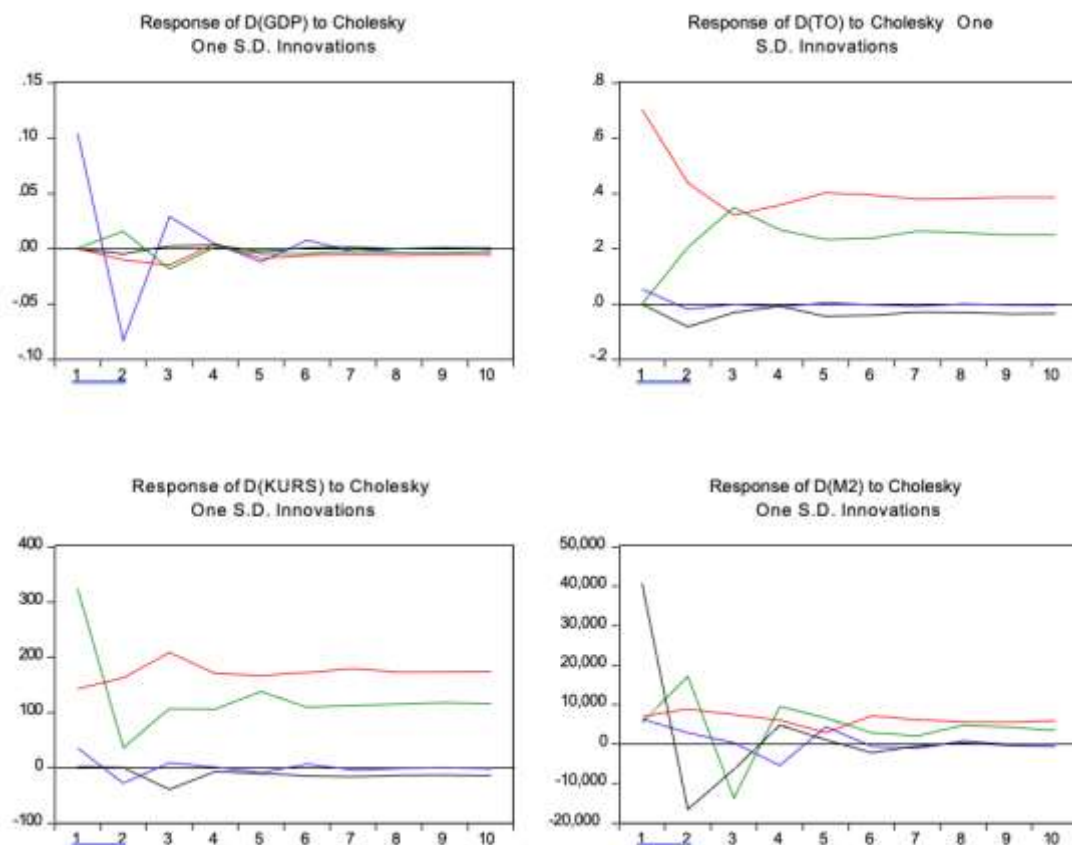 Response of D(GDP) to Cholesky
One S.D. Innovations
.15
.10
.05
.00
-.05
-.10
1 2 3 4 5 6 7 8 9 10
Response of D(TO) to Cholesky One
S.D. Innovations
.8
.6
.4
.2
.0
-.2
1 2 3 4 5 6 7 8 9 10
Response of D(KURS) to Cholesky
One S.D. Innovations
400
300
200
100
0
-100
1 2 3 4 5 6 7 8 9 10
Response of D(M2) to Cholesky
One S.D. Innovations
50,000
40,000
30,000
20,000
10,000
0
-10,000
-20,000
1 2 3 4 5 6 7 8 9 10